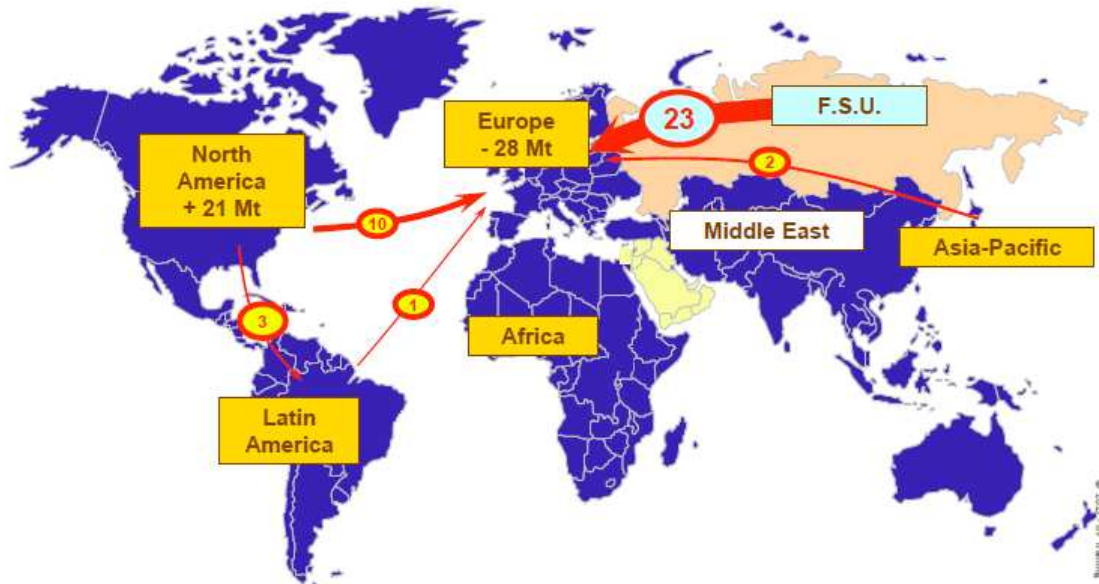 Europe
- 28 Mt
23
F.S.U.
North
America
+ 21 Mt
2
10
Middle East
Asia-Pacific
1
3
Africa
Latin
America